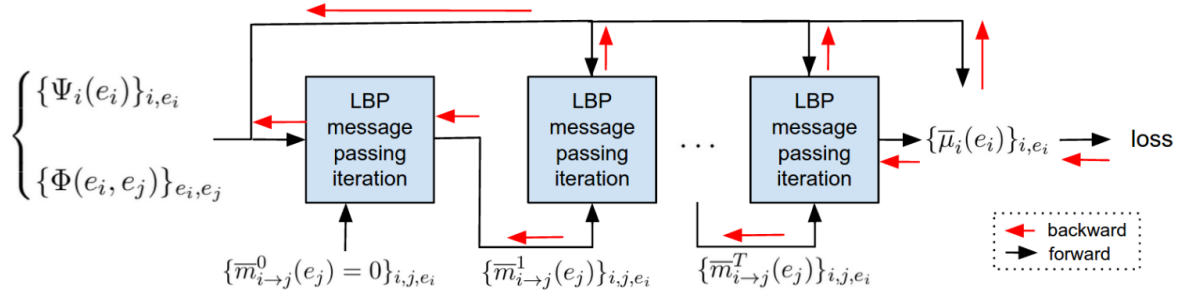 {Ψ_i(e_i)}_{i,e_i}
{Φ(e_i, e_j)}_{e_i,e_j}
LBP
message
passing
iteration
LBP
message
passing
iteration
...
LBP
message
passing
iteration
{μ̅_i(e_i)}_{i,e_i}
loss
{m̅^0_{i→j}(e_j) = 0}_{i,j,e_i}
{m̅^1_{i→j}(e_j)}_{i,j,e_i}
{m̅^T_{i→j}(e_j)}_{i,j,e_i}
backward
forward